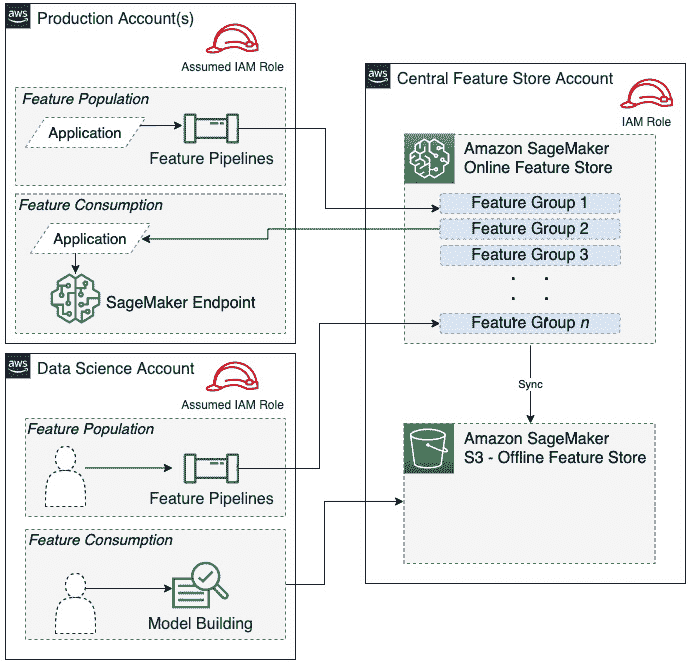 aws
Production Account(s)
Assumed IAM Role
Feature Population
Application
Feature Pipelines
Feature Consumption
Application
SageMaker Endpoint
aws
Data Science Account
Assumed IAM Role
Feature Population
Feature Pipelines
Feature Consumption
Model Building
aws
Central Feature Store Account
IAM Role
Amazon SageMaker
Online Feature Store
Feature Group 1
Feature Group 2
Feature Group 3
Feature Group n
Sync
Amazon SageMaker
S3 - Offline Feature Store